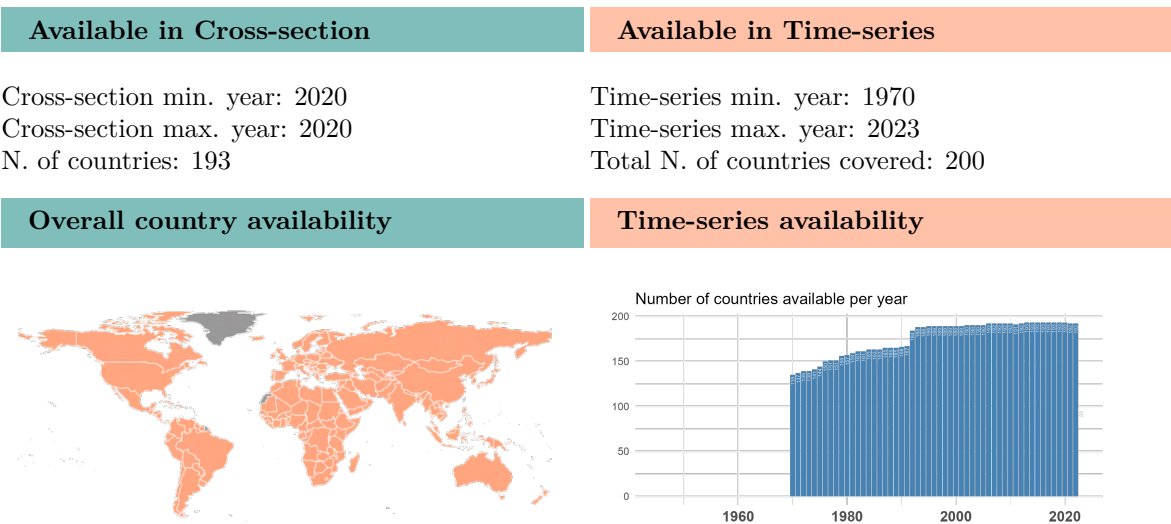 Available in Cross-section
Available in Time-series
Cross-section min. year: 2020
Cross-section max. year: 2020
N. of countries: 193
Time-series min. year: 1970
Time-series max. year: 2023
Total N. of countries covered: 200
Overall country availability
Time-series availability
Number of countries available per year
200
150
100
50
0
1960 1980 2000 2020